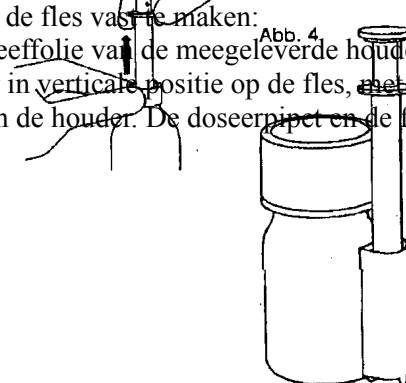 de fles vast te maken:
eeffolie van de meegeleverde houde
Abb. 4
in verticale positie op de fles, met
n de houder. De doseerpipet en de f